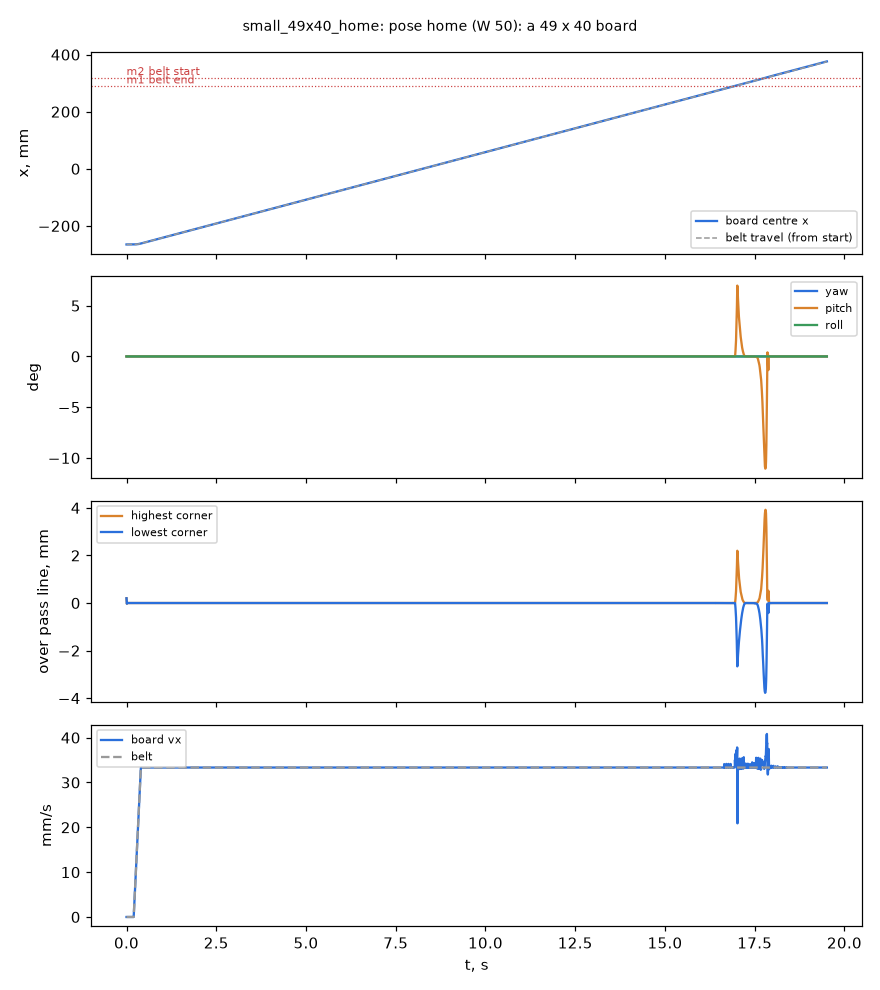 small_49x40_home: pose home (W 50): a 49 x 40 board
400
200
0
−200
x, mm
m2 belt start
m1 belt end
board centre x
belt travel (from start)
5
0
−5
−10
deg
yaw
pitch
roll
4
2
0
−2
−4
over pass line, mm
highest corner
lowest corner
40
30
20
10
0
mm/s
board vx
belt
0.0 2.5 5.0 7.5 10.0 12.5 15.0 17.5 20.0
t, s